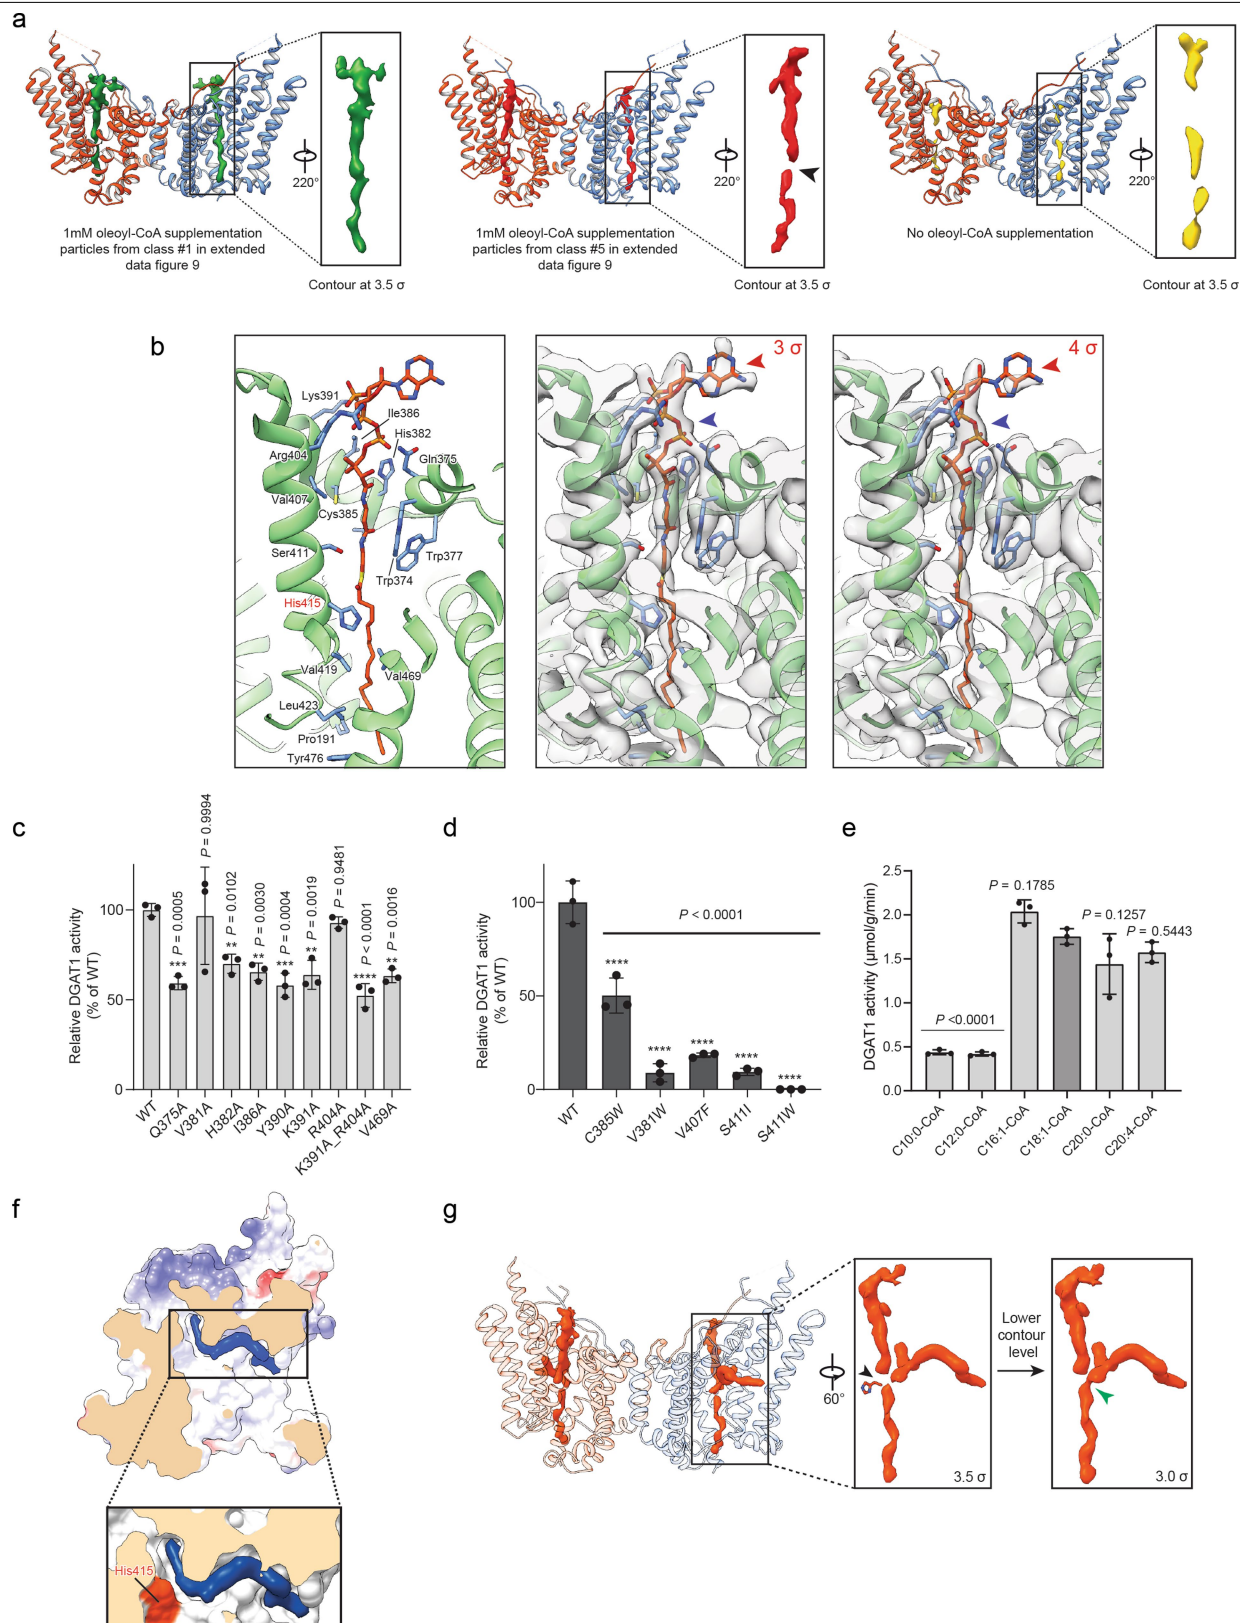 a
220°
220°
220°
1mM oleoyl-CoA supplementation
particles from class #1 in extended
data figure 9
1mM oleoyl-CoA supplementation
particles from class #5 in extended
data figure 9
No oleoyl-CoA supplementation
Contour at 3.5 σ
Contour at 3.5 σ
Contour at 3.5 σ
b
3 σ
4 σ
Lys391
Ile386
His382
Arg404
Gln375
Val407
Cys385
Ser411
Trp377
Trp374
His415
Val419
Val469
Leu423
Pro191
Tyr476
c
Relative DGAT1 activity
(% of WT)
100
50
0
P = 0.0005
P = 0.9994
P = 0.0102
P = 0.0030
P = 0.0004
P = 0.0019
P = 0.9481
P < 0.0001
P = 0.0016
***
**
**
***
**
****
**
WT
Q375A
V381A
H382A
I386A
Y390A
K391A
R404A
K391A_R404A
V469A
d
Relative DGAT1 activity
(% of WT)
100
50
0
P < 0.0001
****
****
****
****
****
WT
C385W
V381W
V407F
S411I
S411W
e
DGAT1 activity (μmol/g/min)
2.5
2.0
1.5
1.0
0.5
0.0
P <0.0001
P = 0.1785
P = 0.1257
P = 0.5443
C10:0-CoA
C12:0-CoA
C16:1-CoA
C18:1-CoA
C20:0-CoA
C20:4-CoA
f
His415
g
60°
3.5 σ
Lower
contour
level
3.0 σ